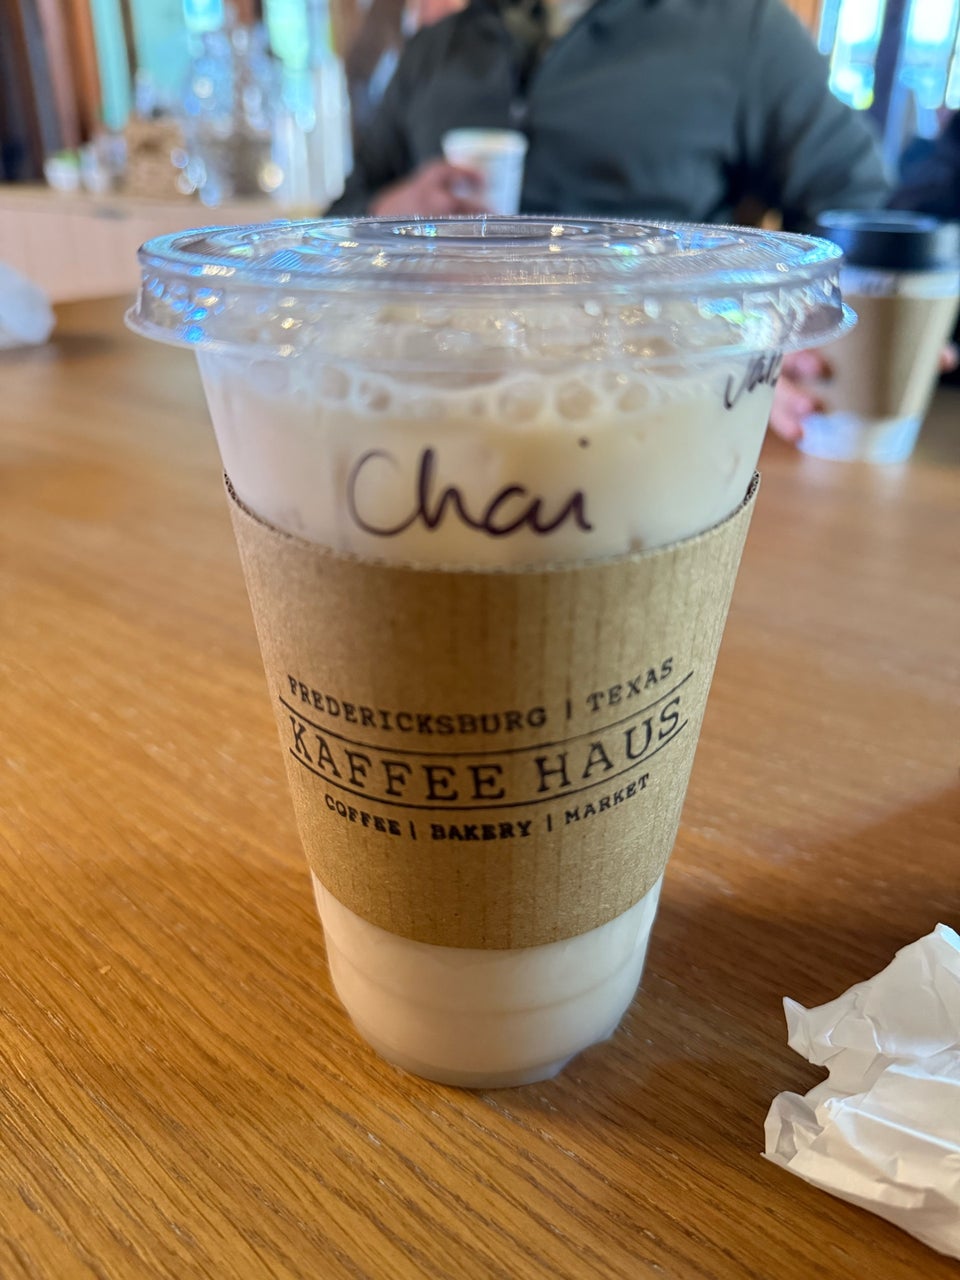 Chai
FREDERICKSBURG | TEXAS
KAFFEE HAUS
COFFEE | BAKERY | MARKET